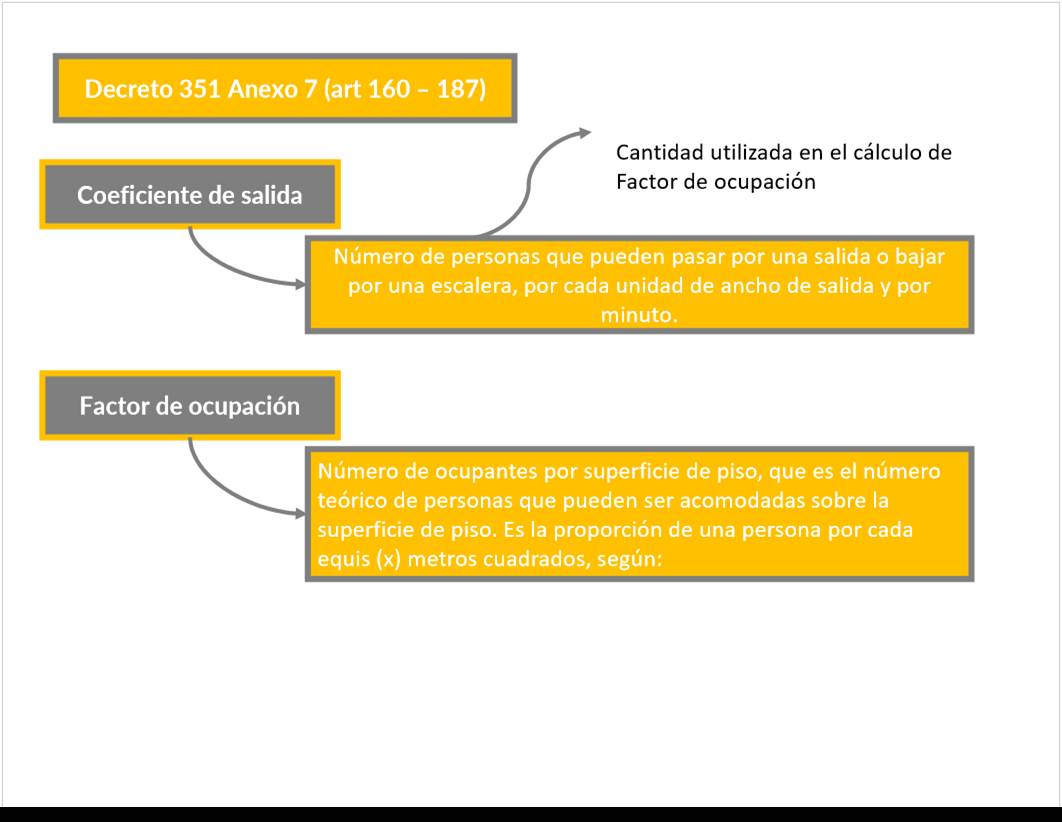 Decreto 351 Anexo 7 (art 160 – 187)
Cantidad utilizada en el cálculo de
Factor de ocupación
Coeficiente de salida
Número de personas que pueden pasar por una salida o bajar
por una escalera, por cada unidad de ancho de salida y por
minuto.
Factor de ocupación
Número de ocupantes por superficie de piso, que es el número
teórico de personas que pueden ser acomodadas sobre la
superficie de piso. Es la proporción de una persona por cada
equis (x) metros cuadrados, según: